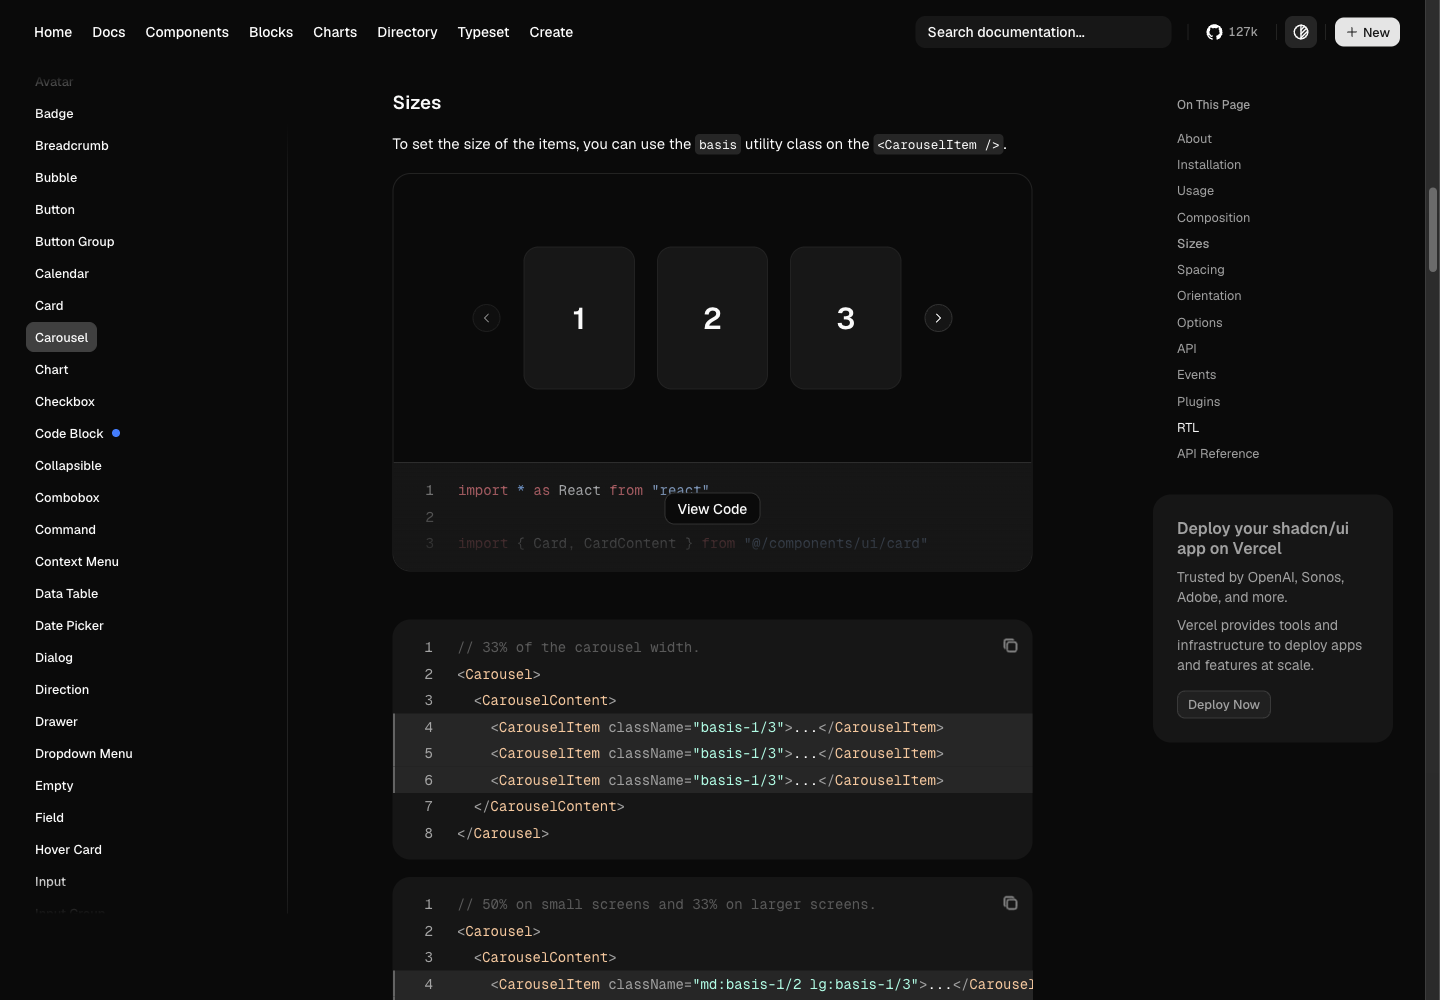 Home Docs Components Blocks Charts Directory Typeset Create
Search documentation...
127k
New
Avatar
Badge
Breadcrumb
Bubble
Button
Button Group
Calendar
Card
Carousel
Chart
Checkbox
Code Block
Collapsible
Combobox
Command
Context Menu
Data Table
Date Picker
Dialog
Direction
Drawer
Dropdown Menu
Empty
Field
Hover Card
Input
Sizes
To set the size of the items, you can use the basis utility class on the <CarouselItem />.
1 2 3
1 import * as React from "react"
View Code
2
3 import { Card, CardContent } from "@/components/ui/card"
1 // 33% of the carousel width.
2 <Carousel>
3 <CarouselContent>
4 <CarouselItem className="basis-1/3">...</CarouselItem>
5 <CarouselItem className="basis-1/3">...</CarouselItem>
6 <CarouselItem className="basis-1/3">...</CarouselItem>
7 </CarouselContent>
8 </Carousel>
1 // 50% on small screens and 33% on larger screens.
2 <Carousel>
3 <CarouselContent>
4 <CarouselItem className="md:basis-1/2 lg:basis-1/3">...</Carousel
On This Page
About
Installation
Usage
Composition
Sizes
Spacing
Orientation
Options
API
Events
Plugins
RTL
API Reference
Deploy your shadcn/ui
app on Vercel
Trusted by OpenAI, Sonos,
Adobe, and more.
Vercel provides tools and
infrastructure to deploy apps
and features at scale.
Deploy Now